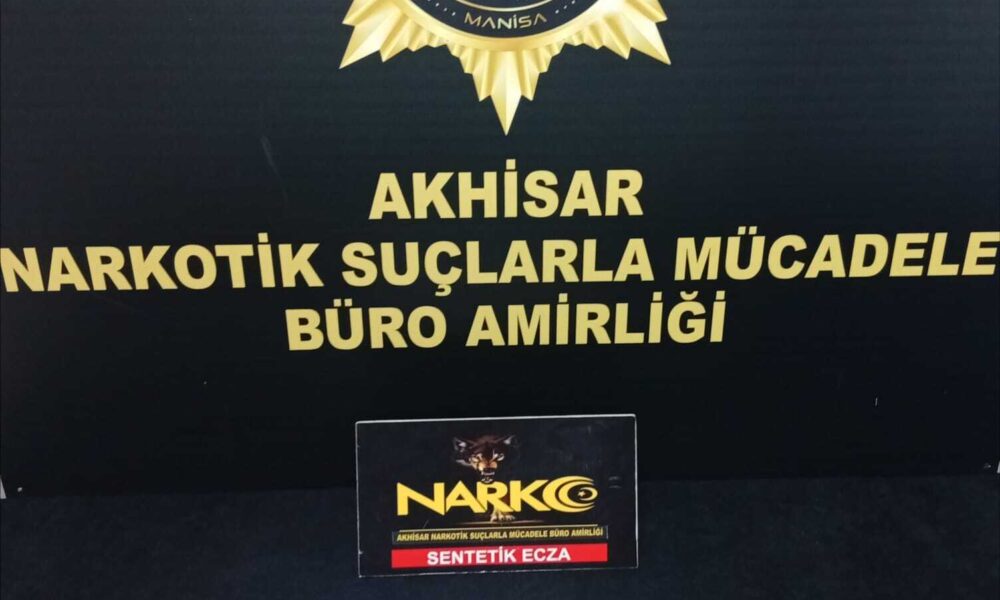 MANİSA
AKHİSAR
NARKOTİK SUÇLARLA MÜCADELE
BÜRO AMİRLİĞİ
NARKO
AKHİSAR NARKOTİK SUÇLARLA MÜCADELE BÜRO AMİRLİĞİ
SENTETİK ECZA